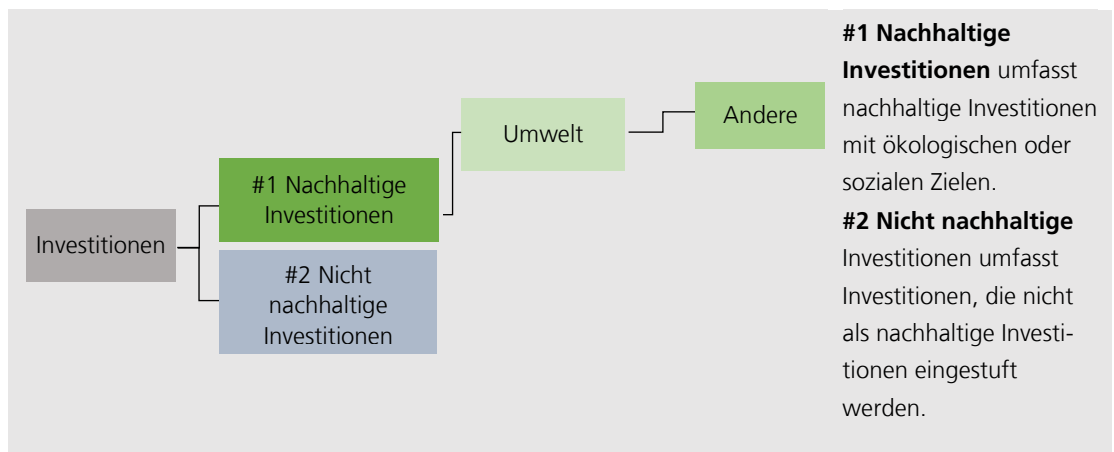 Investitionen
#1 Nachhaltige
Investitionen
#2 Nicht
nachhaltige
Investitionen
Umwelt
Andere
#1 Nachhaltige
Investitionen umfasst
nachhaltige Investitionen
mit ökologischen oder
sozialen Zielen.
#2 Nicht nachhaltige
Investitionen umfasst
Investitionen, die nicht
als nachhaltige Investi-
tionen eingestuft
werden.